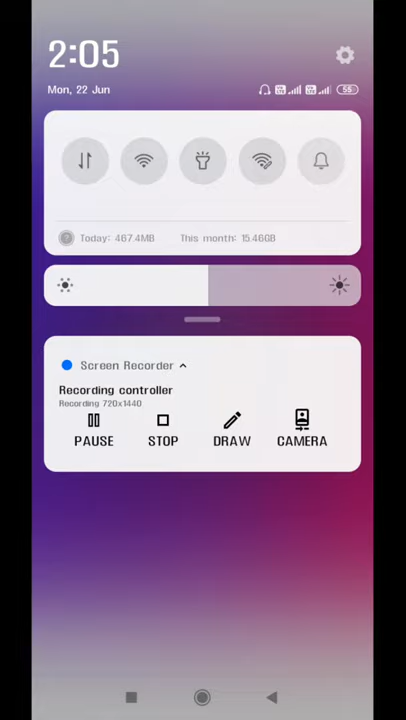 2:05
Mon, 22 Jun
55
Today: 467.4MB This month: 15.46GB
Screen Recorder
Recording controller
Recording 720x1440
PAUSE STOP DRAW CAMERA